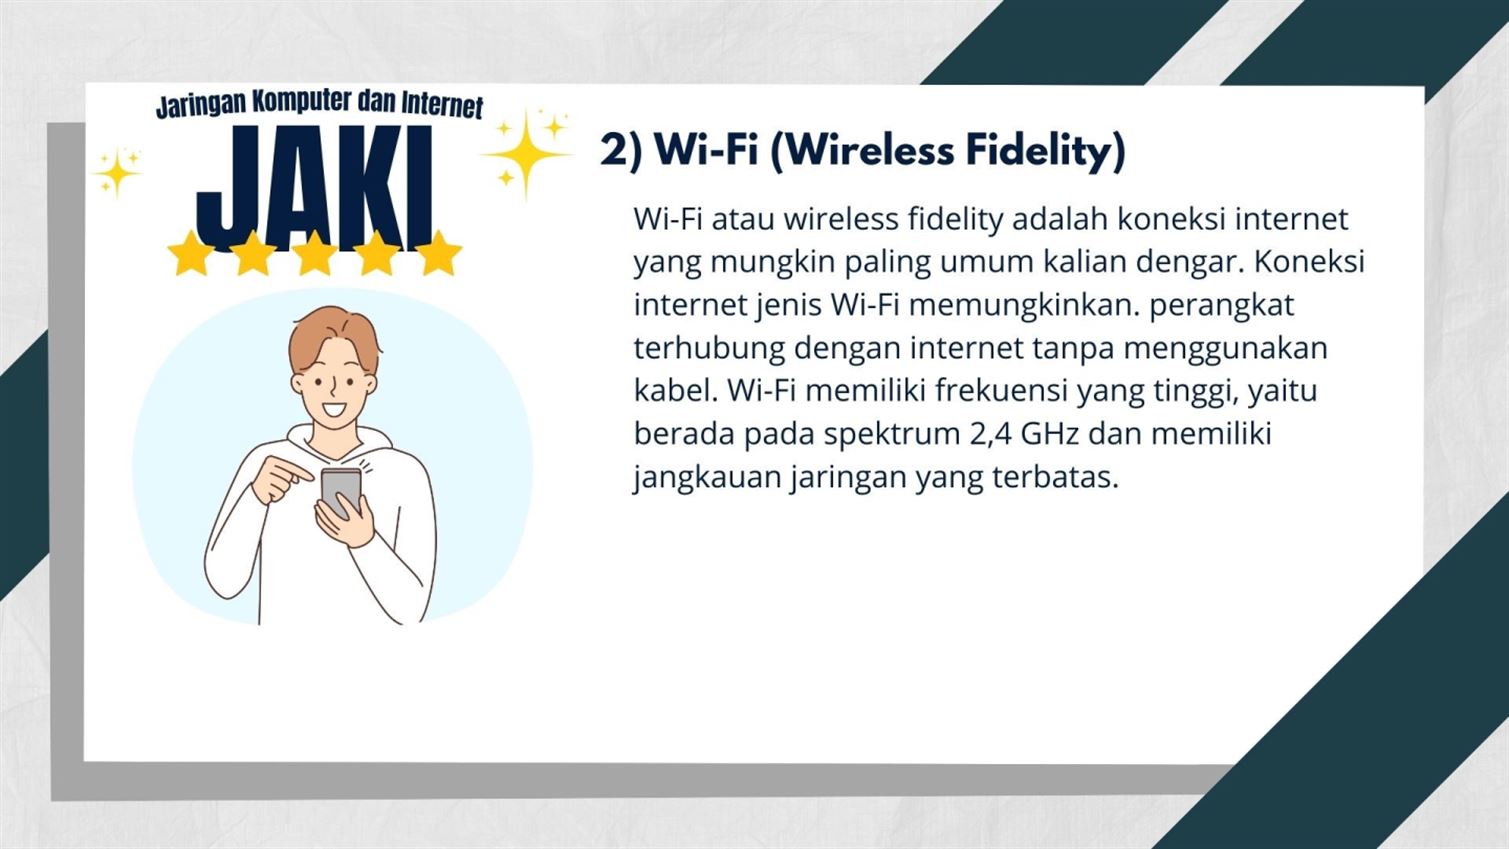 Jaringan Komputer dan Internet
JAKI
2) Wi-Fi (Wireless Fidelity)
Wi-Fi atau wireless fidelity adalah koneksi internet
yang mungkin paling umum kalian dengar. Koneksi
internet jenis Wi-Fi memungkinkan. perangkat
terhubung dengan internet tanpa menggunakan
kabel. Wi-Fi memiliki frekuensi yang tinggi, yaitu
berada pada spektrum 2,4 GHz dan memiliki
jangkauan jaringan yang terbatas.